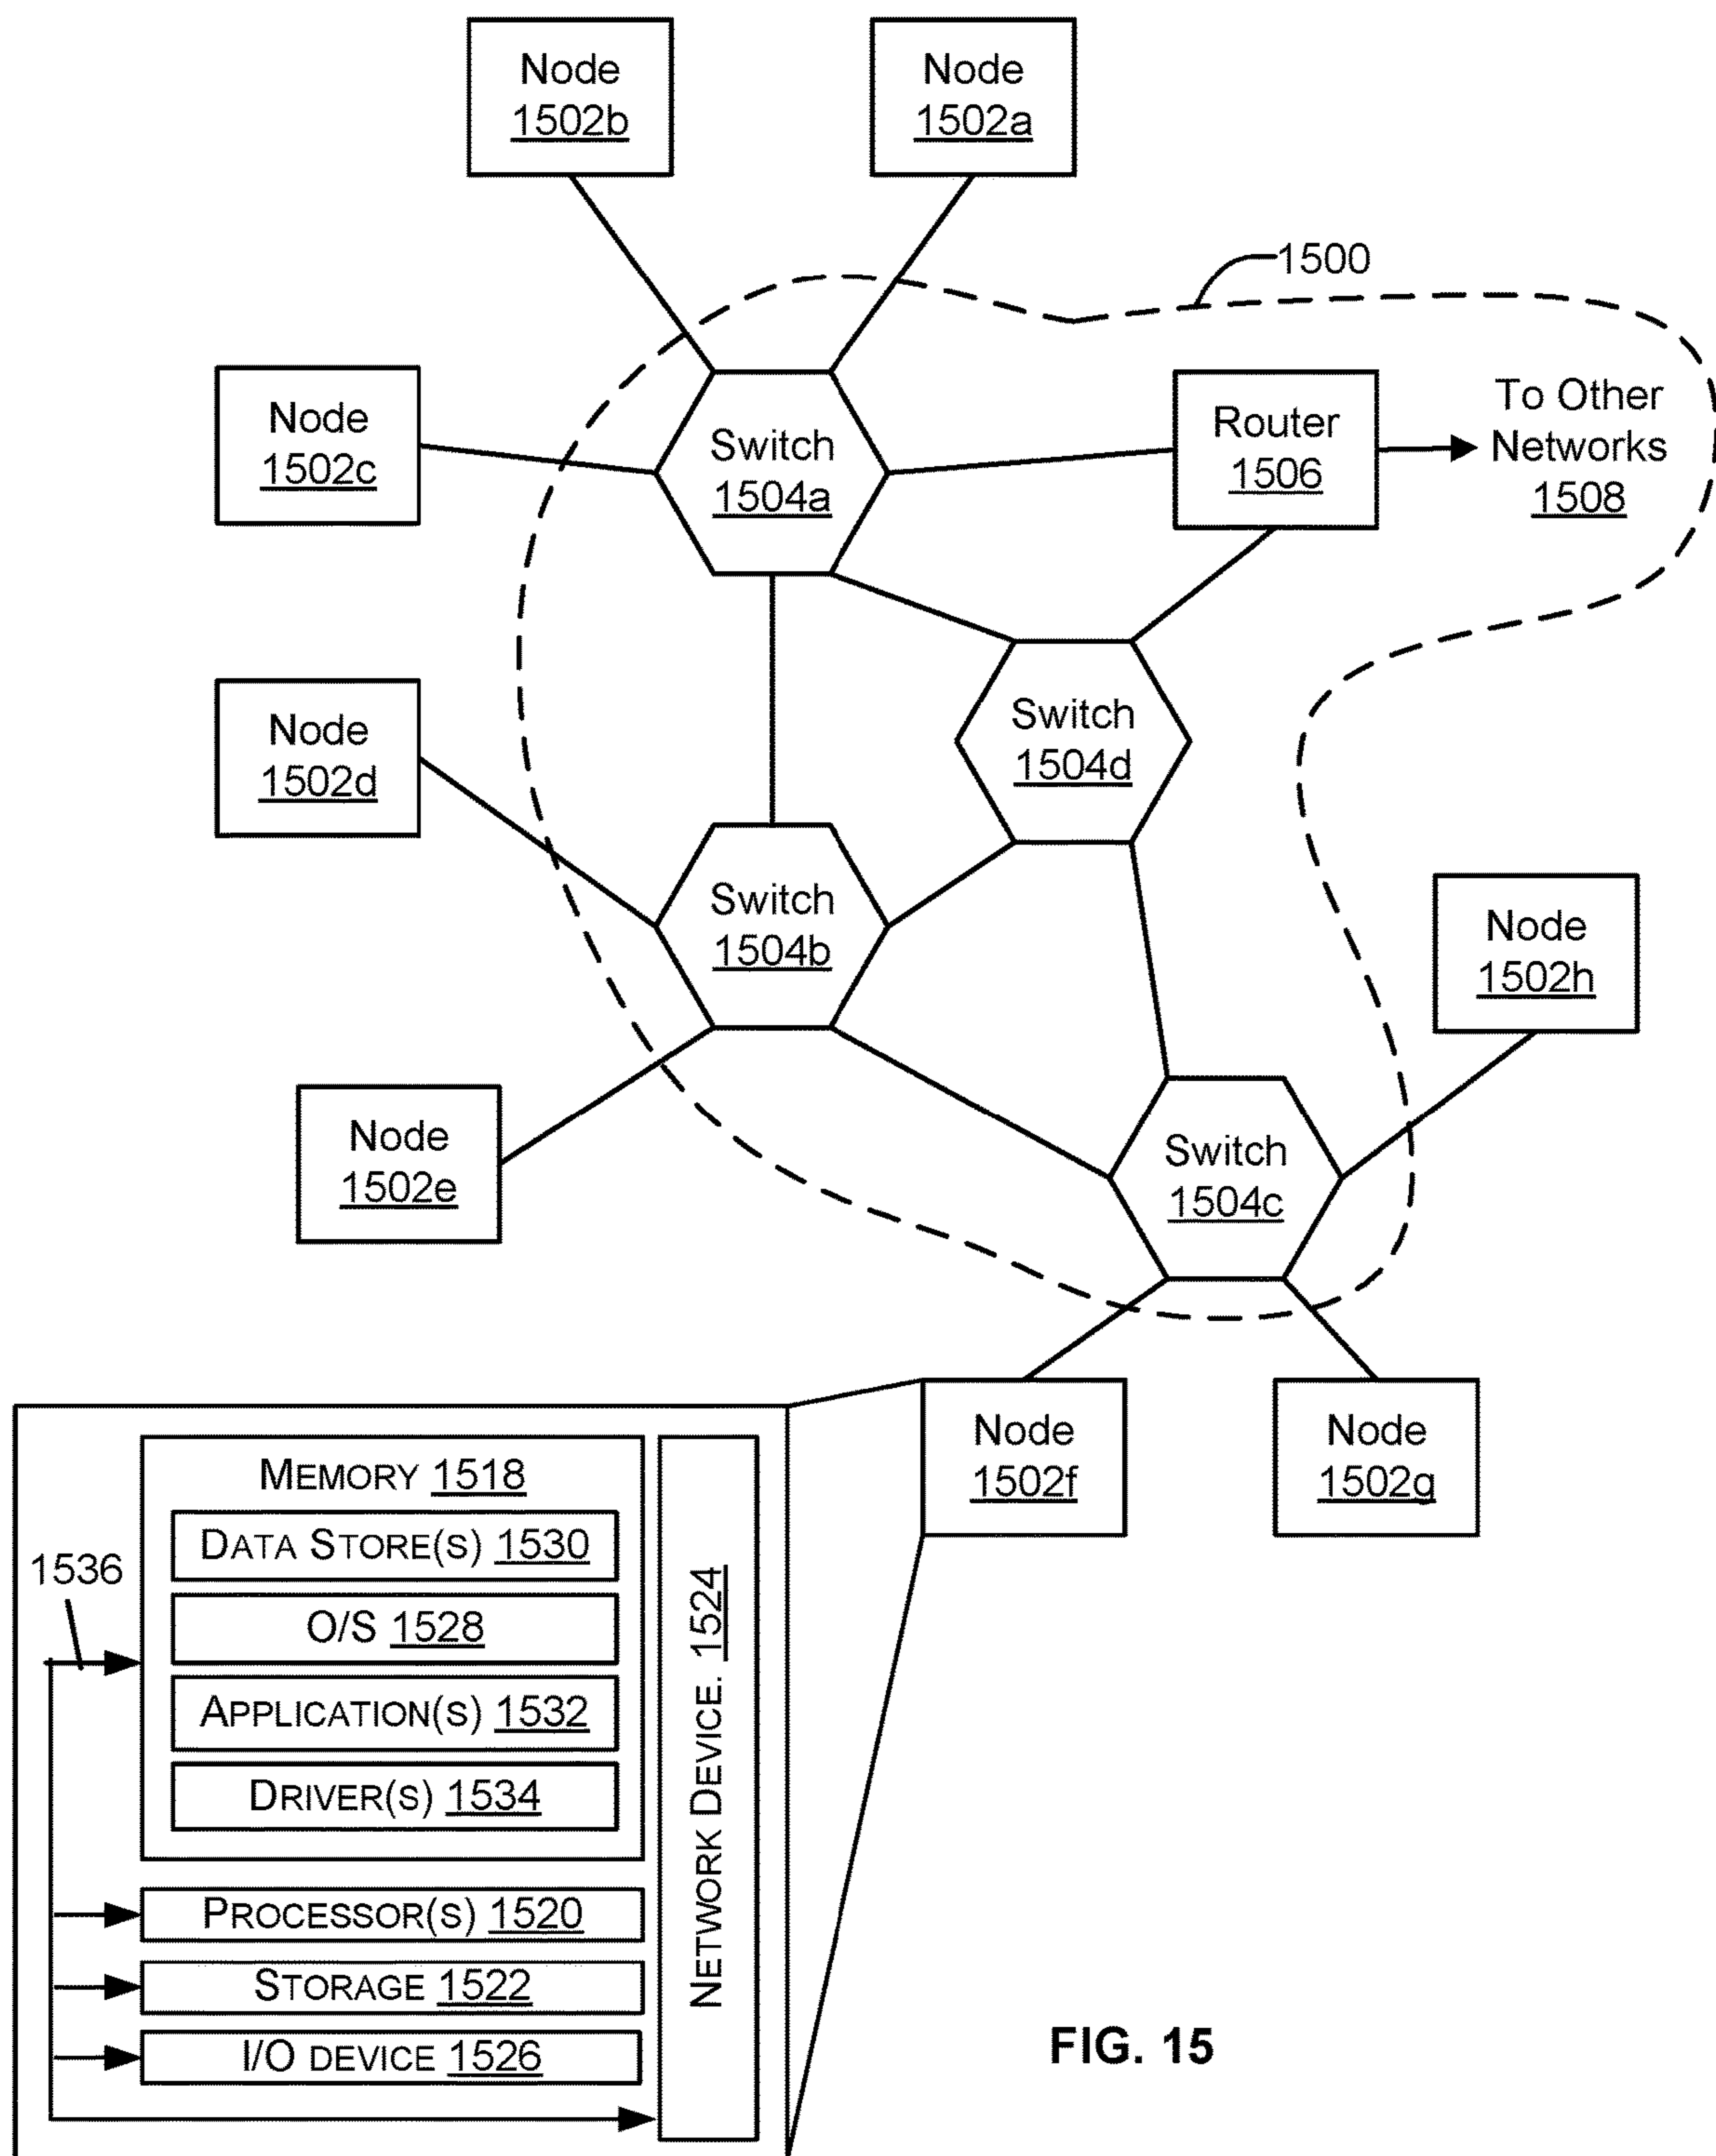 Node
1502b
Node
1502a
1500
Node
1502c
Switch
1504a
Router
1506
To Other
Networks
1508
Node
1502d
Switch
1504d
Switch
1504b
Node
1502h
Node
1502e
Switch
1504c
Node
1502f
Node
1502g
MEMORY 1518
DATA STORE(S) 1530
1536
O/S 1528
APPLICATION(S) 1532
DRIVER(S) 1534
NETWORK DEVICE. 1524
PROCESSOR(S) 1520
STORAGE 1522
I/O DEVICE 1526
FIG. 15